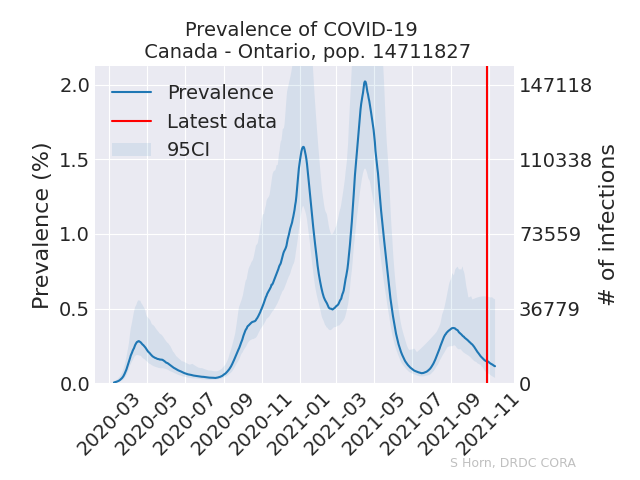 Prevalence of COVID-19
Canada - Ontario, pop. 14711827
Prevalence
Latest data
95CI
Prevalence (%)
2.0
1.5
1.0
0.5
0.0
147118
110338
73559
36779
0
# of infections
2020-03
2020-05
2020-07
2020-09
2020-11
2021-01
2021-03
2021-05
2021-07
2021-09
2021-11
S Horn, DRDC CORA